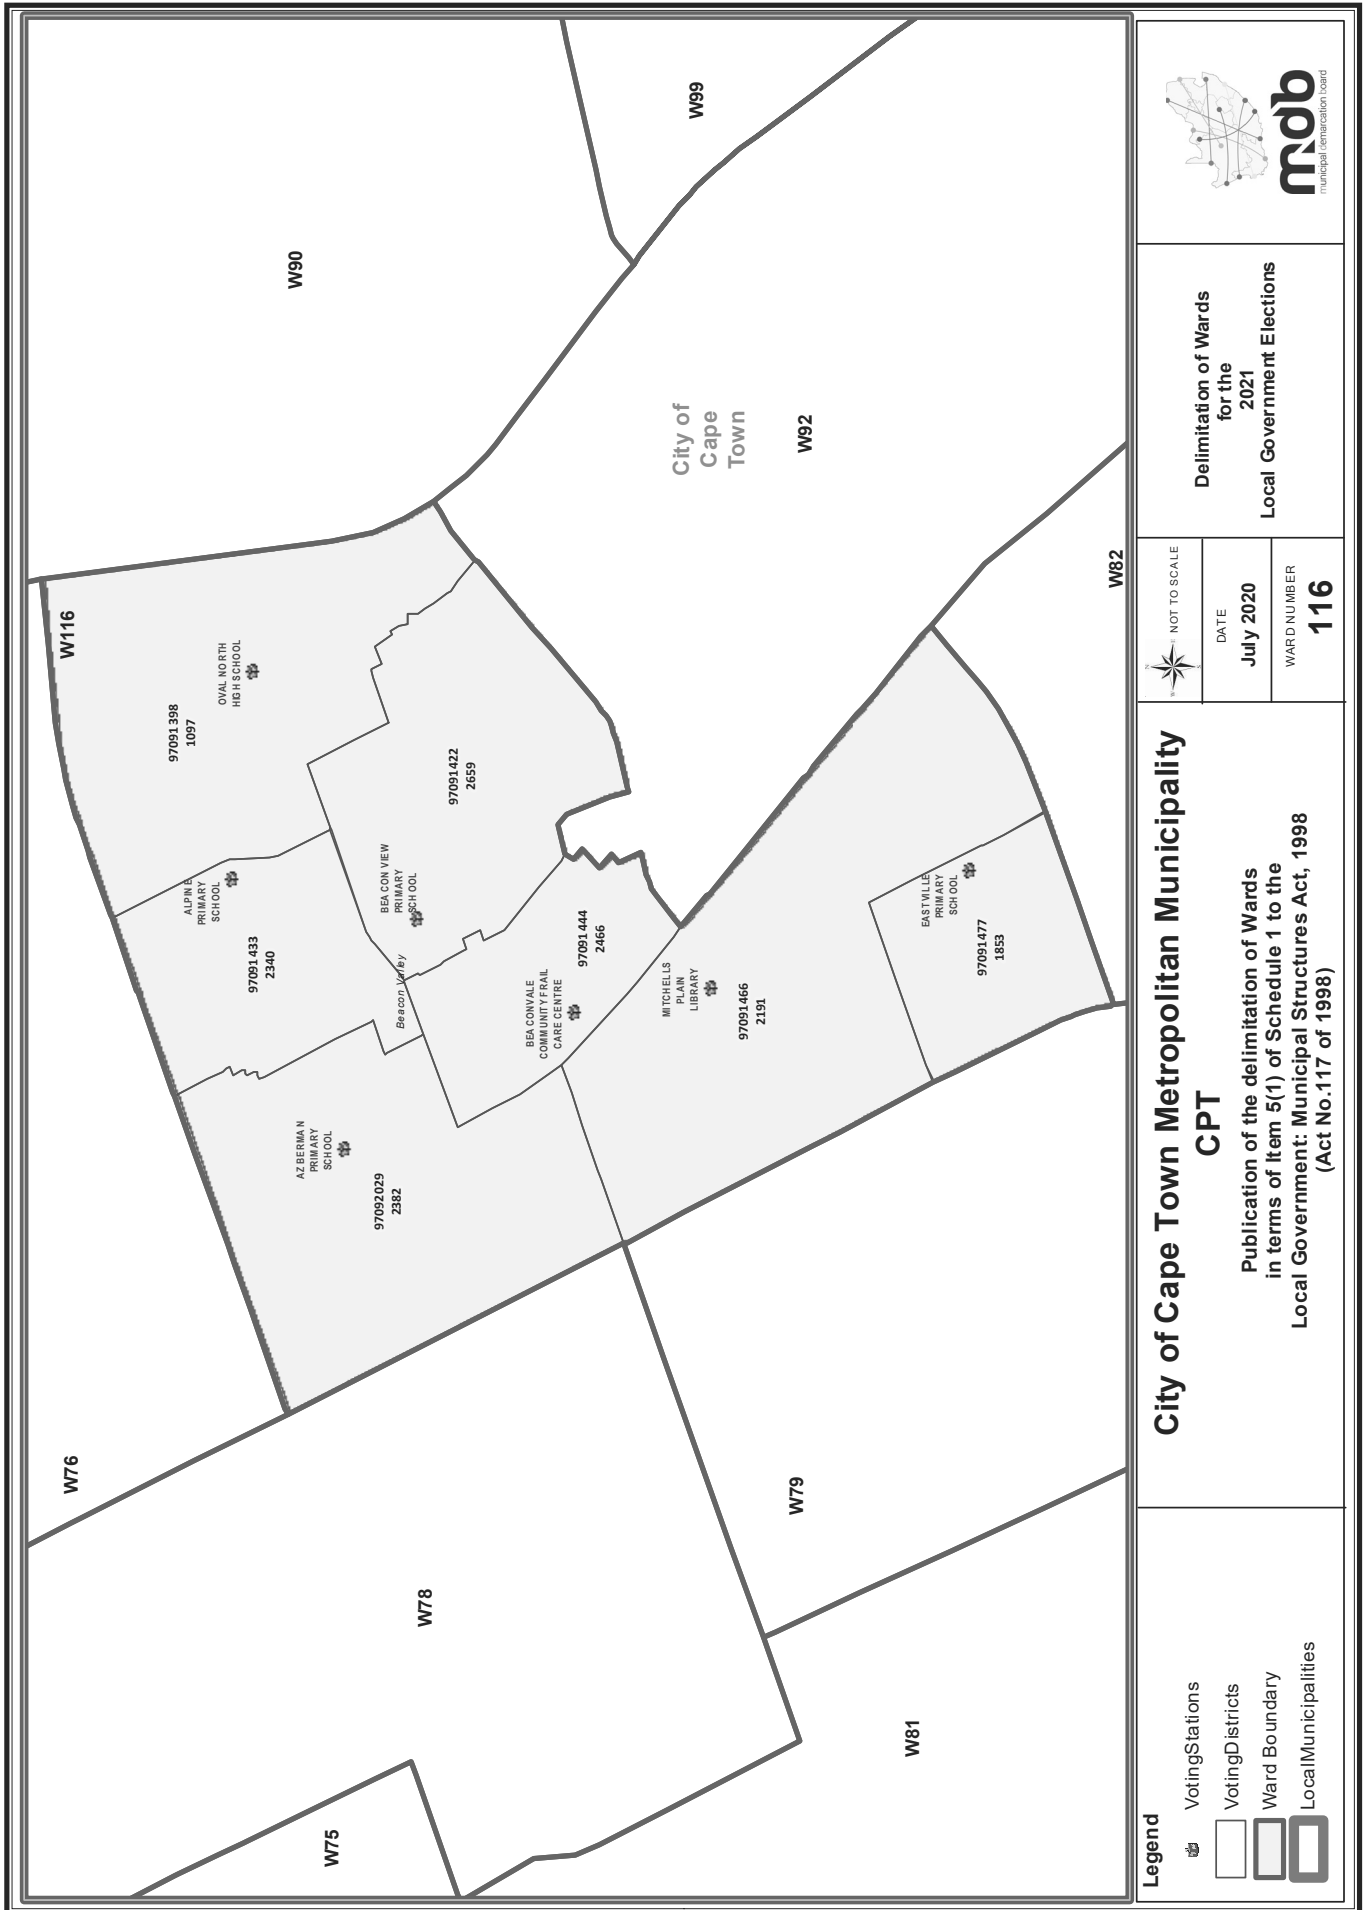 W90
W99
W116
97091398
1097
OVAL NORTH
HIGH SCHOOL
City of
Cape
Town
W92
W82
97091422
2659
ALPINE
PRIMARY
SCHOOL
97091433
2340
BEACON VIEW
PRIMARY
SCHOOL
Beacon Valley
97091444
2466
BEACONVALE
COMMUNITY FRAIL
CARE CENTRE
MITCHELLS
PLAIN
LIBRARY
97091466
2191
EASTVILLE
PRIMARY
SCHOOL
97091477
1853
AZ BERMAN
PRIMARY
SCHOOL
97092029
2382
W76
W78
W79
W75
W81
Legend
VotingStations
VotingDistricts
Ward Boundary
LocalMunicipalities
City of Cape Town Metropolitan Municipality
CPT
Publication of the delimitation of Wards
in terms of Item 5(1) of Schedule 1 to the
Local Government: Municipal Structures Act, 1998
(Act No.117 of 1998)
N
W
E
S
NOT TO SCALE
DATE
July 2020
WARD NUMBER
116
Delimitation of Wards
for the
2021
Local Government Elections
mdb
municipal demarcation board